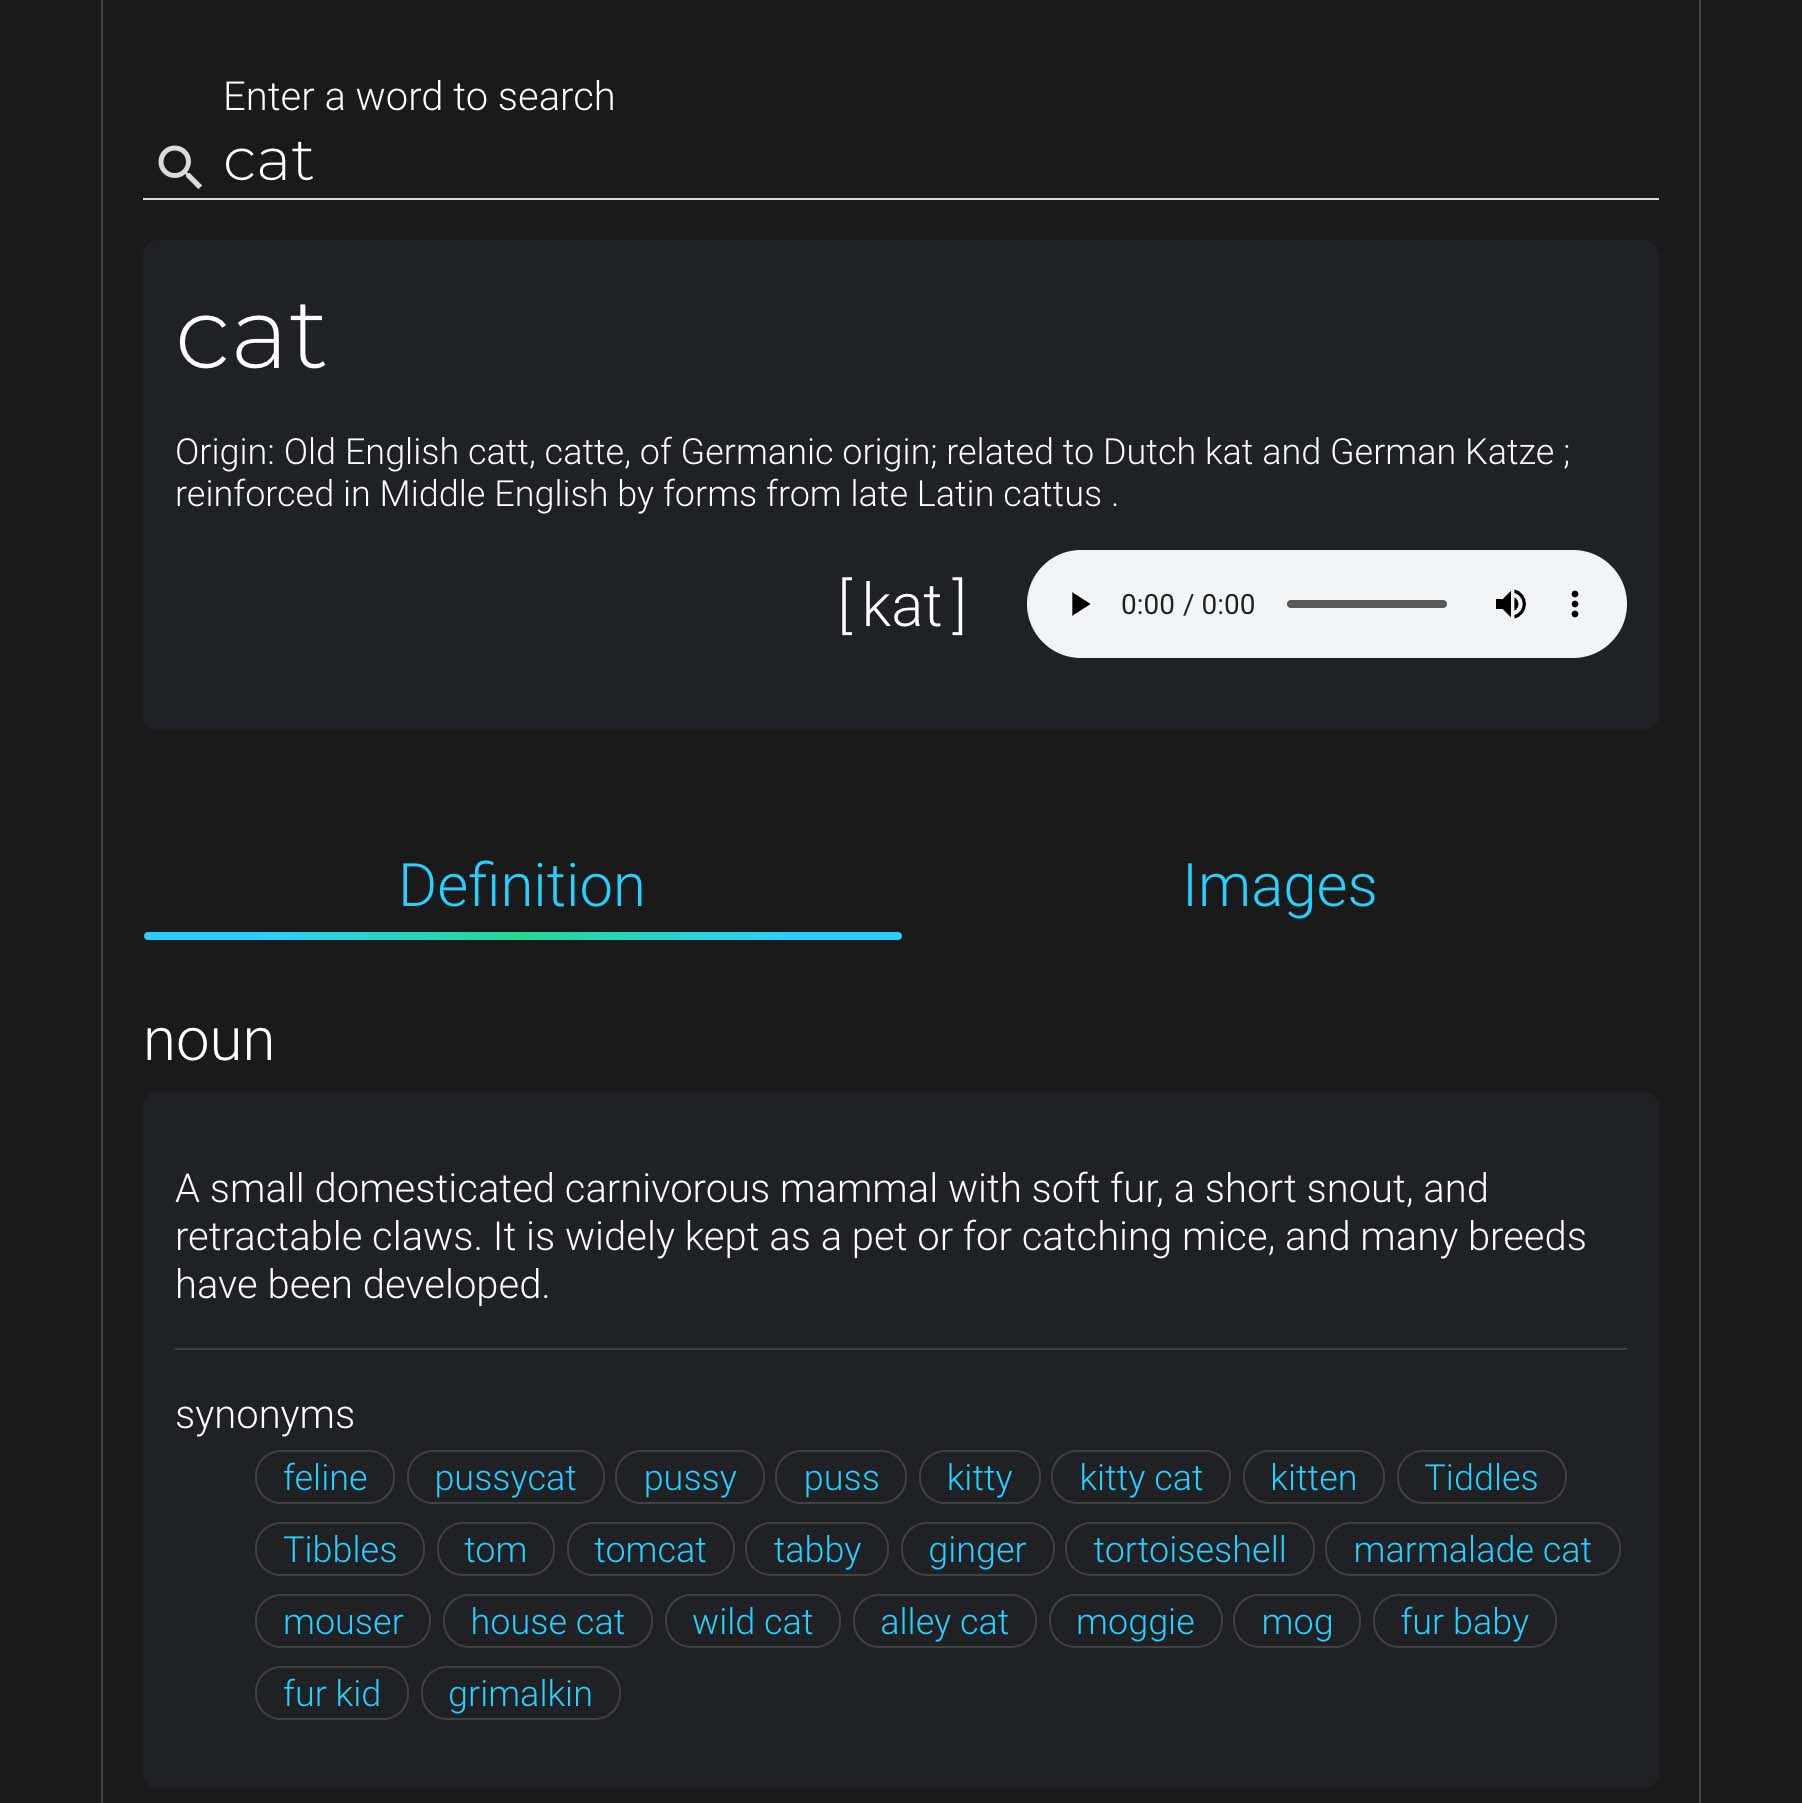 Enter a word to search
cat
cat
Origin: Old English catt, catte, of Germanic origin; related to Dutch kat and German Katze ;
reinforced in Middle English by forms from late Latin cattus .
[ kat ] 0:00 / 0:00
Definition Images
noun
A small domesticated carnivorous mammal with soft fur, a short snout, and
retractable claws. It is widely kept as a pet or for catching mice, and many breeds
have been developed.
synonyms
feline pussycat pussy puss kitty kitty cat kitten Tiddles
Tibbles tom tomcat tabby ginger tortoiseshell marmalade cat
mouser house cat wild cat alley cat moggie mog fur baby
fur kid grimalkin